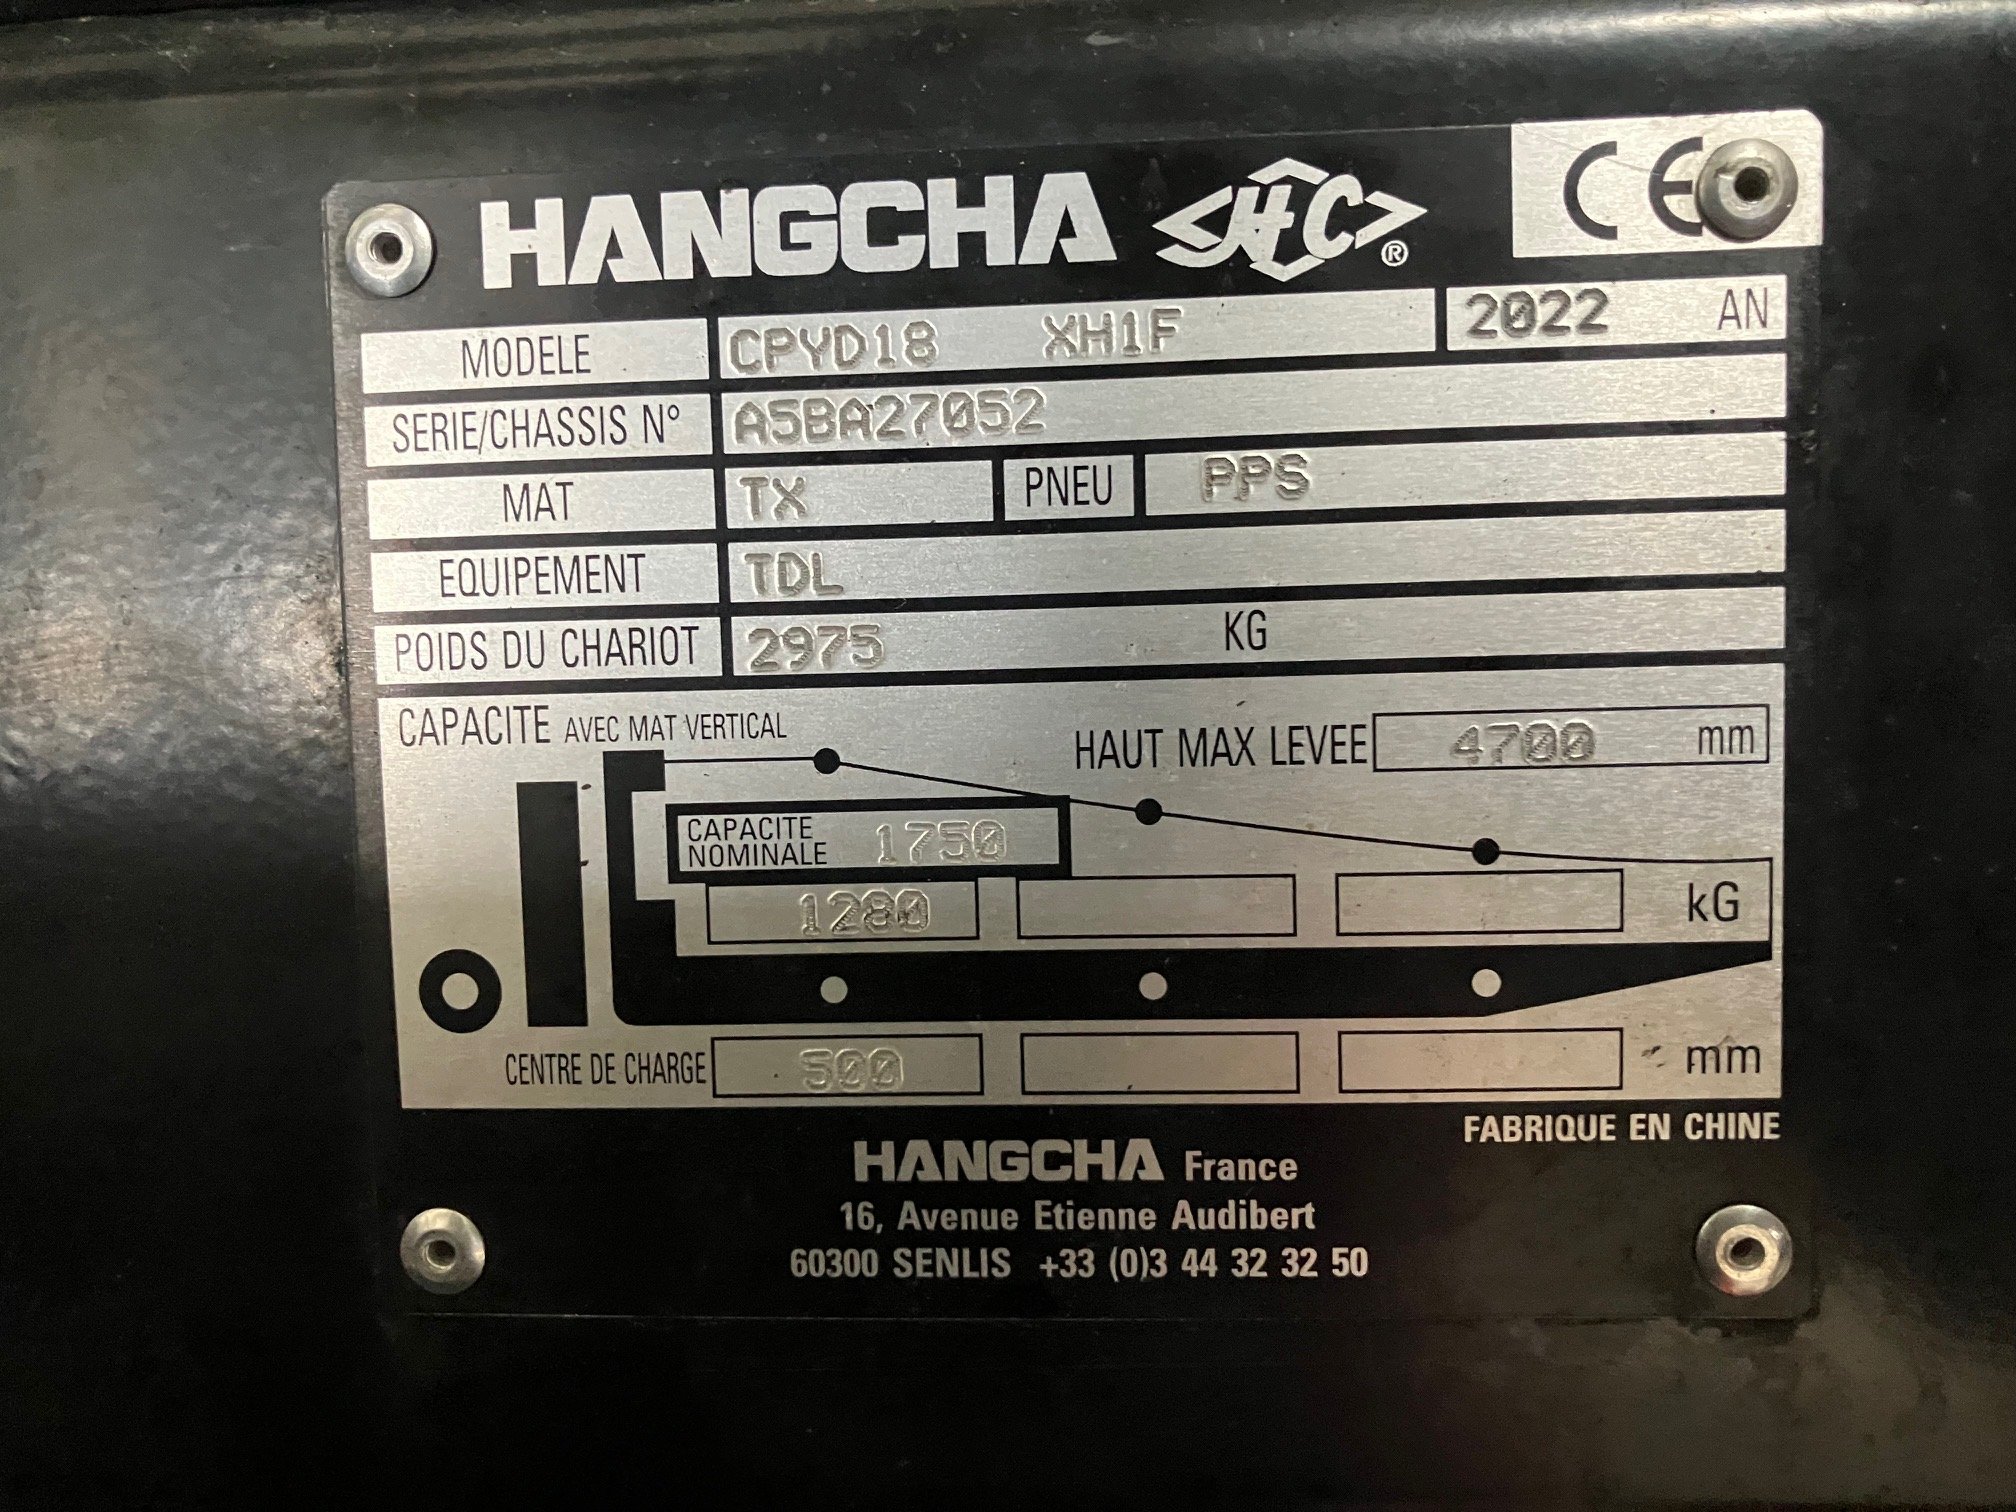 HANGCHA HC ® CE
MODELE CPYD18 XH1F 2022 AN
SERIE/CHASSIS N° A5BA27052
MAT TX PNEU PPS
EQUIPEMENT TDL
POIDS DU CHARIOT 2975 KG
CAPACITE AVEC MAT VERTICAL
HAUT MAX LEVEE 4700 mm
CAPACITE
NOMINALE 1750
1280 kG
CENTRE DE CHARGE 500 mm
FABRIQUE EN CHINE
HANGCHA France
16, Avenue Etienne Audibert
60300 SENLIS +33 (0)3 44 32 32 50